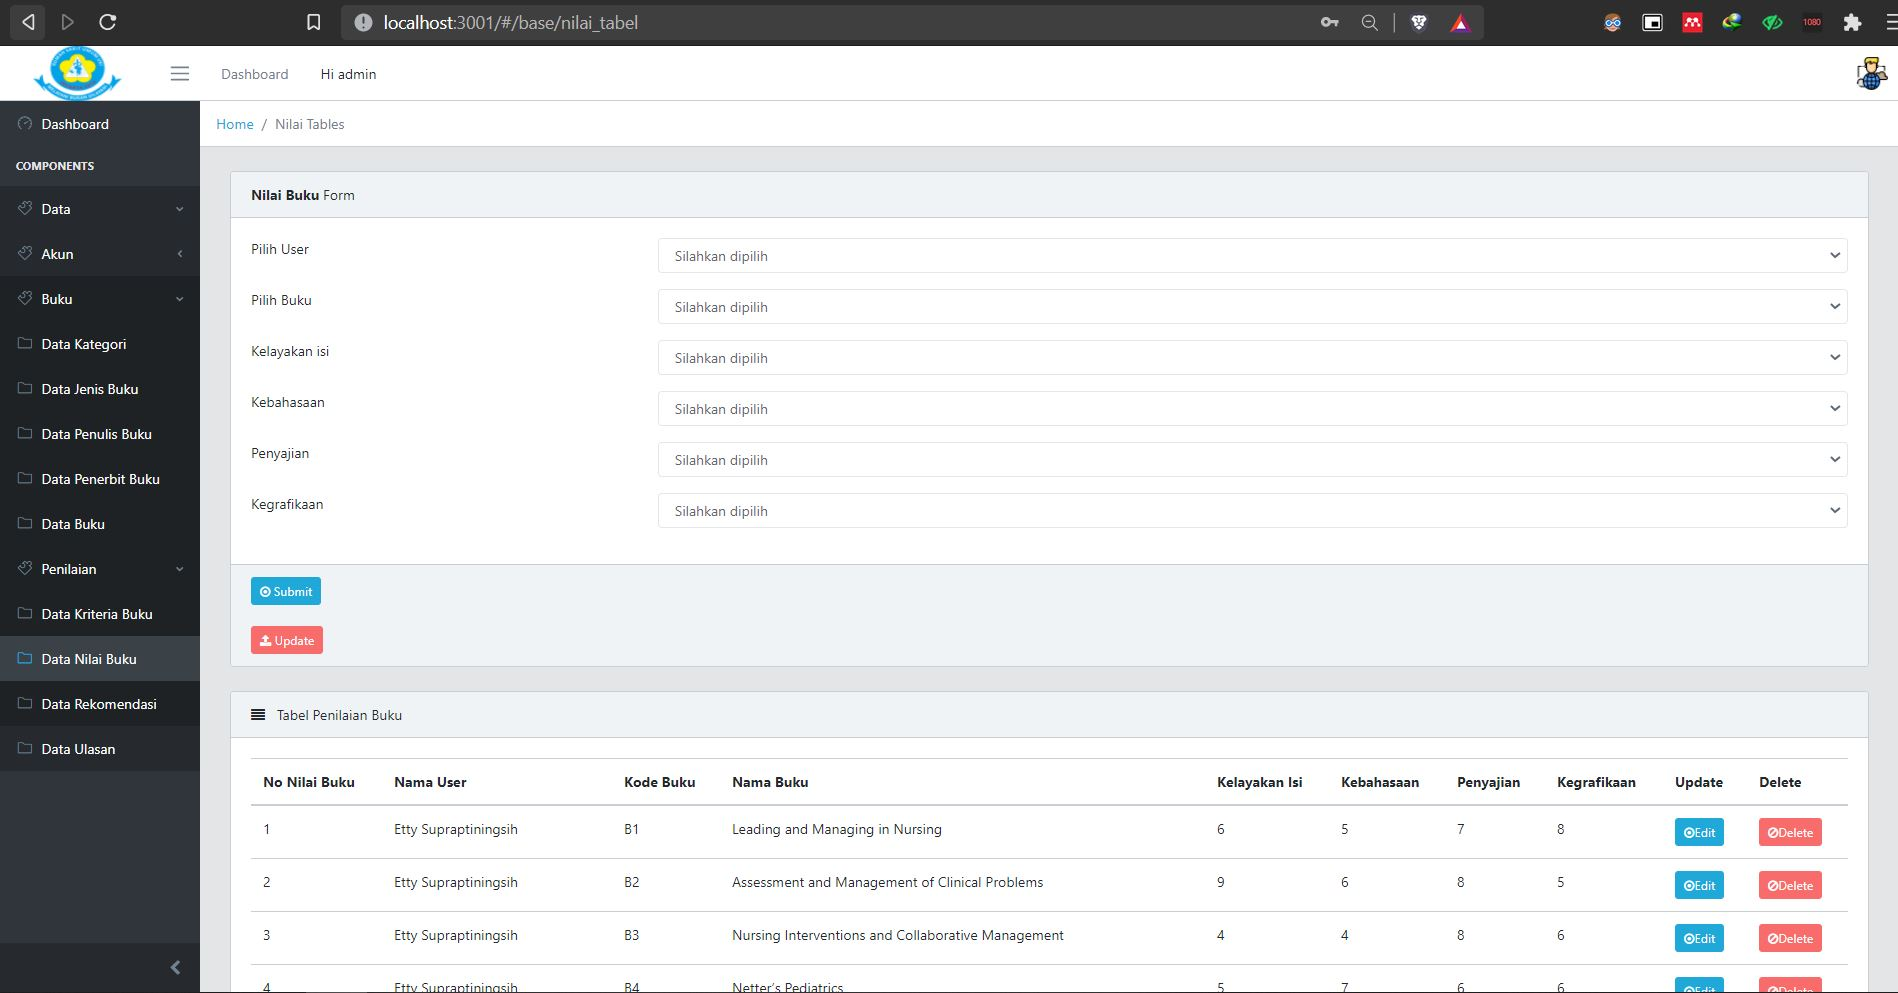 localhost:3001/#/base/nilai_tabel
1080
Dashboard Hi admin
Dashboard
COMPONENTS
Data
Akun
Buku
Data Kategori
Data Jenis Buku
Data Penulis Buku
Data Penerbit Buku
Data Buku
Penilaian
Data Kriteria Buku
Data Nilai Buku
Data Rekomendasi
Data Ulasan
Home / Nilai Tables
Nilai Buku Form
Pilih User Silahkan dipilih
Pilih Buku Silahkan dipilih
Kelayakan isi Silahkan dipilih
Kebahasaan Silahkan dipilih
Penyajian Silahkan dipilih
Kegrafikaan Silahkan dipilih
Submit
Update
Tabel Penilaian Buku
No Nilai Buku Nama User Kode Buku Nama Buku Kelayakan Isi Kebahasaan Penyajian Kegrafikaan Update Delete
1 Etty Supraptiningsih B1 Leading and Managing in Nursing 6 5 7 8 Edit Delete
2 Etty Supraptiningsih B2 Assessment and Management of Clinical Problems 9 6 8 5 Edit Delete
3 Etty Supraptiningsih B3 Nursing Interventions and Collaborative Management 4 4 8 6 Edit Delete
4 Etty Supraptiningsih B4 Netter's Pediatrics 5 7 6 6 Edit Delete